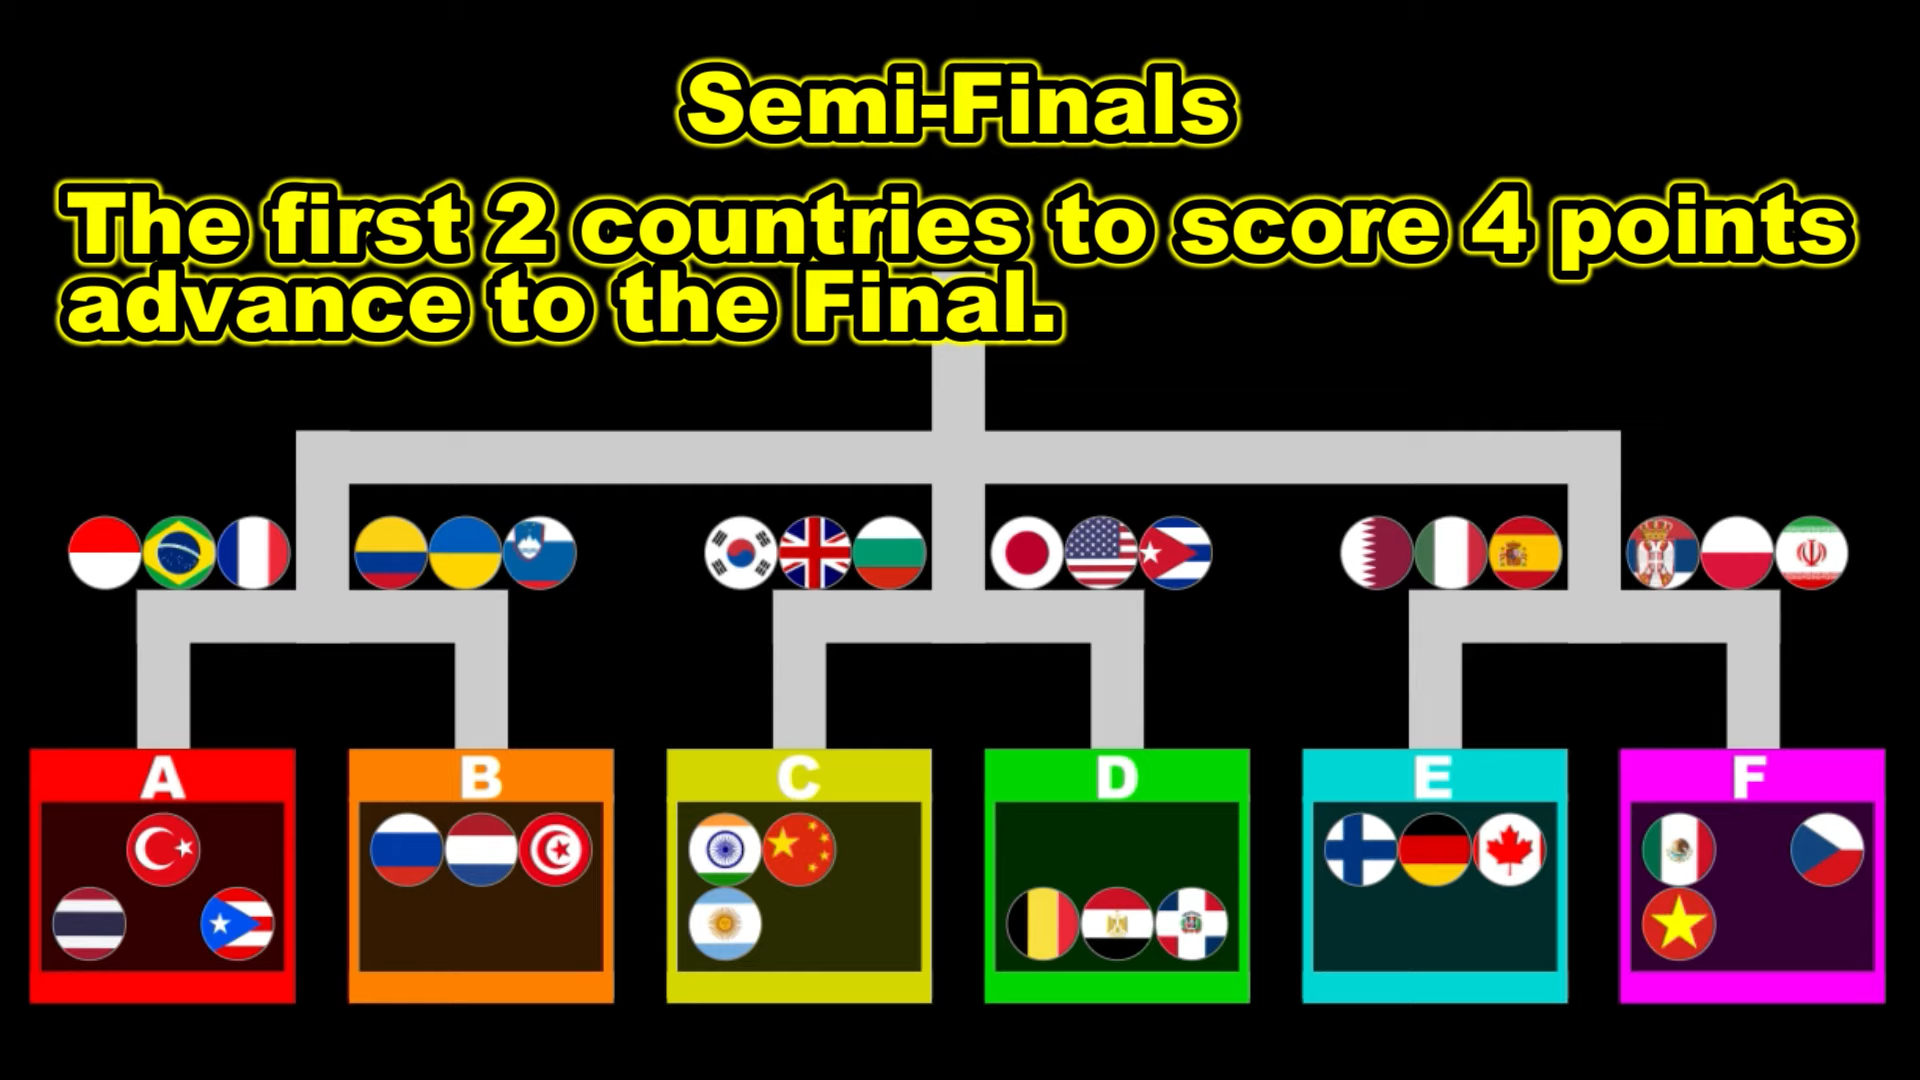 Semi-Finals
The first 2 countries to score 4 points
advance to the Final.
A
B
C
D
E
F